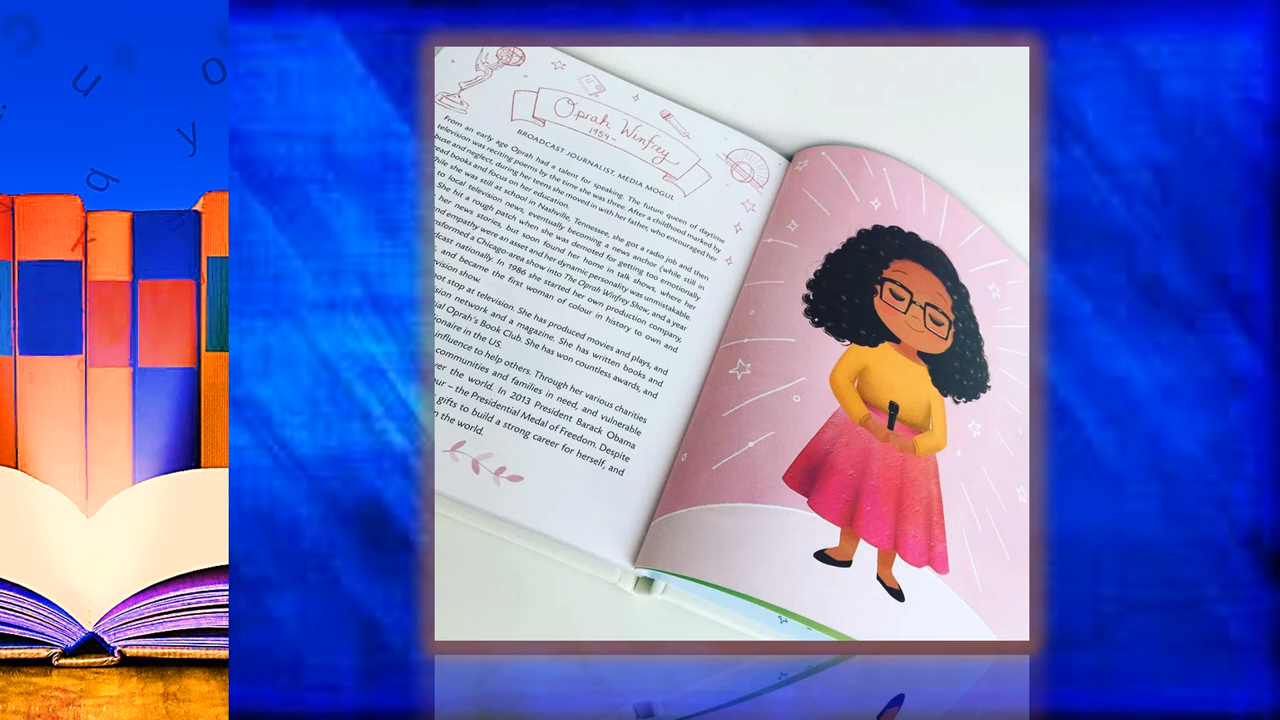 Oprah Winfrey
1954–
BROADCAST JOURNALIST, MEDIA MOGUL
From an early age Oprah had a talent for speaking. The future queen of daytime
television was reciting poems by the time she was three. After a childhood marked by
buse and neglect, during her teens she moved in with her father, who encouraged her
read books and focus on her education.
hile she was still at school in Nashville, Tennessee, she got a radio job and then
to local television news, eventually becoming a news anchor (while still in
She hit a rough patch when she was demoted for getting too emotionally
her news stories, but soon found her home in talk shows, where her
nd empathy were an asset and her dynamic personality was unmistakable.
nsformed a Chicago-area show into The Oprah Winfrey Show, and a year
dcast nationally. In 1986 she started her own production company,
, and became the first woman of colour in history to own and
vision show.
not stop at television. She has produced movies and plays, and
sion network and a magazine. She has written books and
ial Oprah's Book Club. She has won countless awards, and
ionaire in the US.
influence to help others. Through her various charities
communities and families in need, and vulnerable
ver the world. In 2013 President Barack Obama
ur – the Presidential Medal of Freedom. Despite
gifts to build a strong career for herself, and
n the world.
u
o
y
q